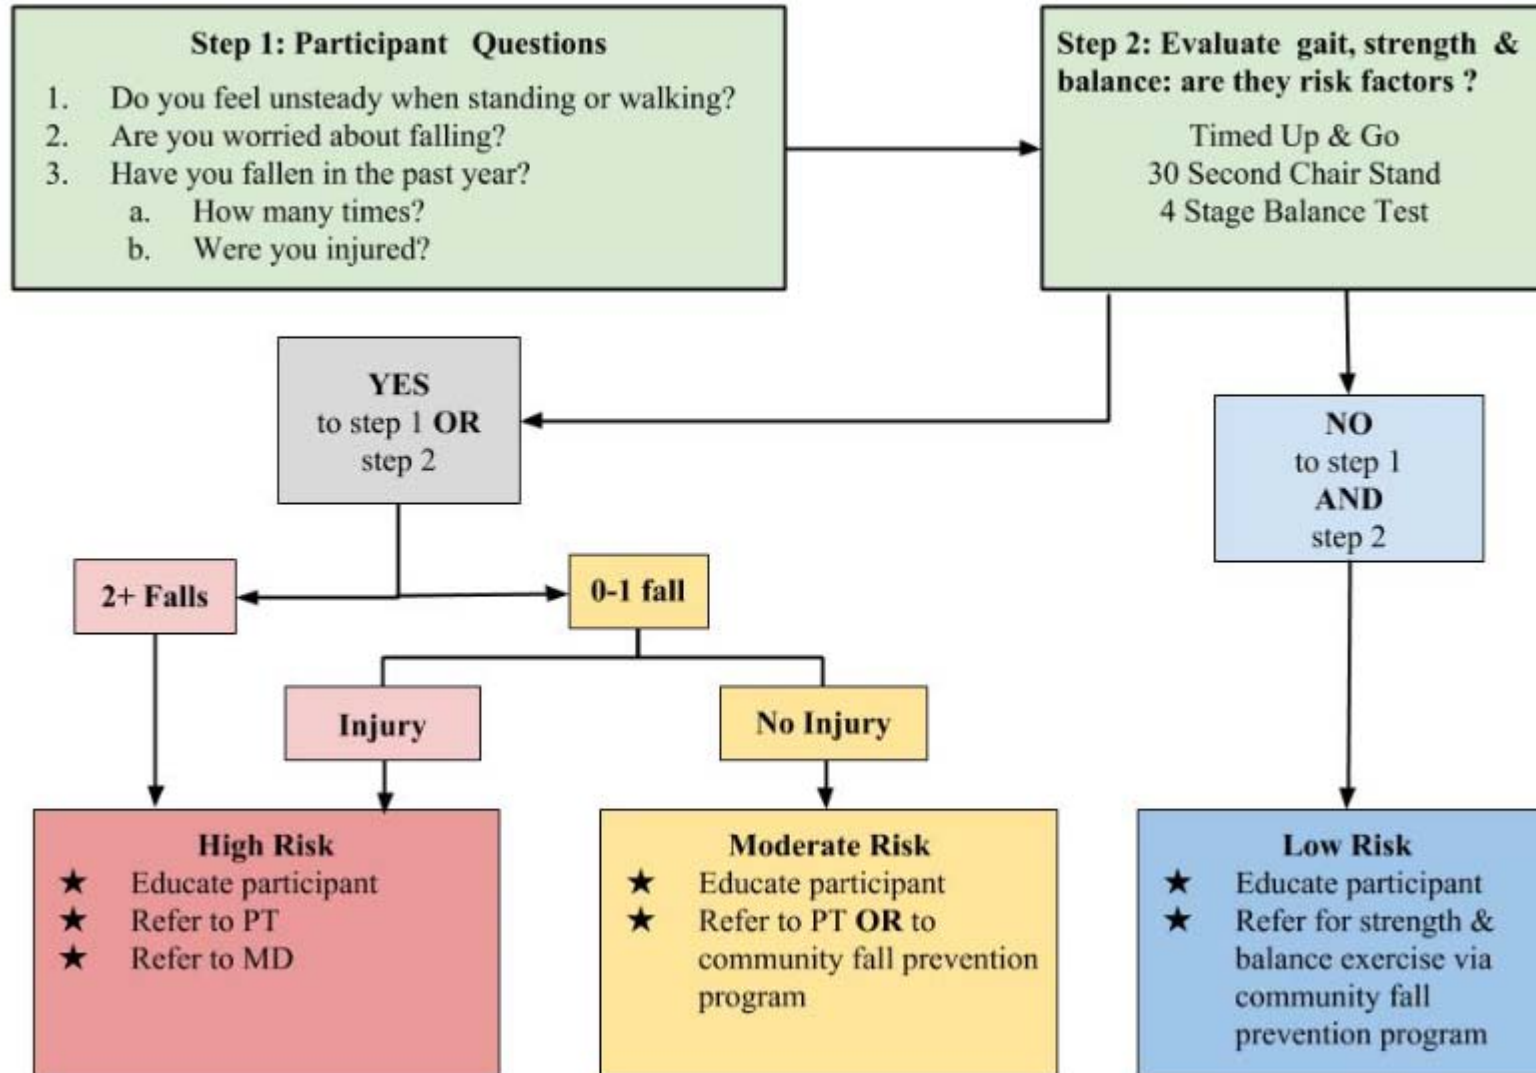 Step 1: Participant Questions
1. Do you feel unsteady when standing or walking?
2. Are you worried about falling?
3. Have you fallen in the past year?
a. How many times?
b. Were you injured?
Step 2: Evaluate gait, strength &
balance: are they risk factors ?
Timed Up & Go
30 Second Chair Stand
4 Stage Balance Test
YES
to step 1 OR
step 2
NO
to step 1
AND
step 2
2+ Falls
0-1 fall
Injury
No Injury
High Risk
★ Educate participant
★ Refer to PT
★ Refer to MD
Moderate Risk
★ Educate participant
★ Refer to PT OR to
community fall prevention
program
Low Risk
★ Educate participant
★ Refer for strength &
balance exercise via
community fall
prevention program